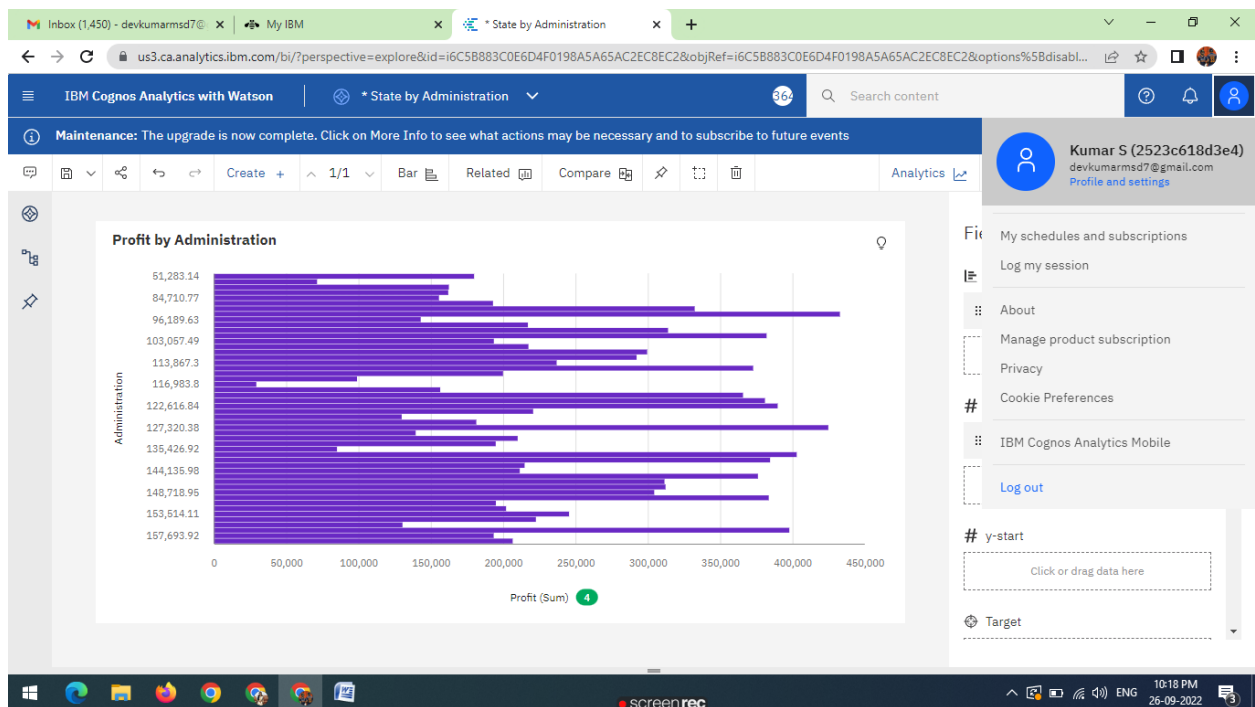 Inbox (1,450) - devkumarmsd7@
My IBM
* State by Administration
us3.ca.analytics.ibm.com/bi/?perspective=explore&id=i6C5B883C0E6D4F0198A5A65AC2EC8EC2&objRef=i6C5B883C0E6D4F0198A5A65AC2EC8EC2&options%5Bdisabl...
IBM Cognos Analytics with Watson
* State by Administration
364
Search content
Maintenance: The upgrade is now complete. Click on More Info to see what actions may be necessary and to subscribe to future events
Kumar S (2523c618d3e4)
devkumarmsd7@gmail.com
Profile and settings
Create +
1/1
Bar
Related
Compare
Analytics
My schedules and subscriptions
Log my session
About
Manage product subscription
Privacy
Cookie Preferences
IBM Cognos Analytics Mobile
Log out
Profit by Administration
Administration
51,283.14
84,710.77
96,189.63
103,057.49
113,867.3
116,983.8
122,616.84
127,320.38
135,426.92
144,135.98
148,718.95
153,514.11
157,693.92
0 50,000 100,000 150,000 200,000 250,000 300,000 350,000 400,000 450,000
Profit (Sum) 4
# 
# y-start
Click or drag data here
Target
screenrec
ENG
10:18 PM
26-09-2022
3